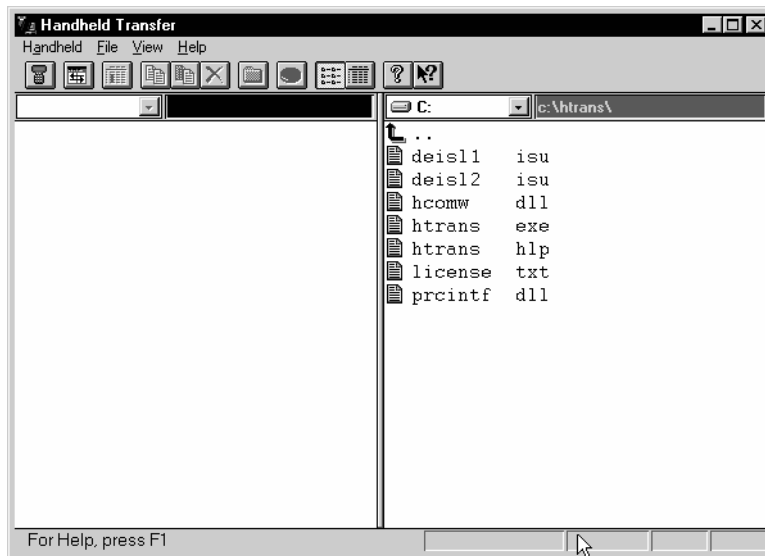 Handheld Transfer
Handheld File View Help
C: c:\htrans\
..
deisl1 isu
deisl2 isu
hcomw dll
htrans exe
htrans hlp
license txt
prcintf dll
For Help, press F1